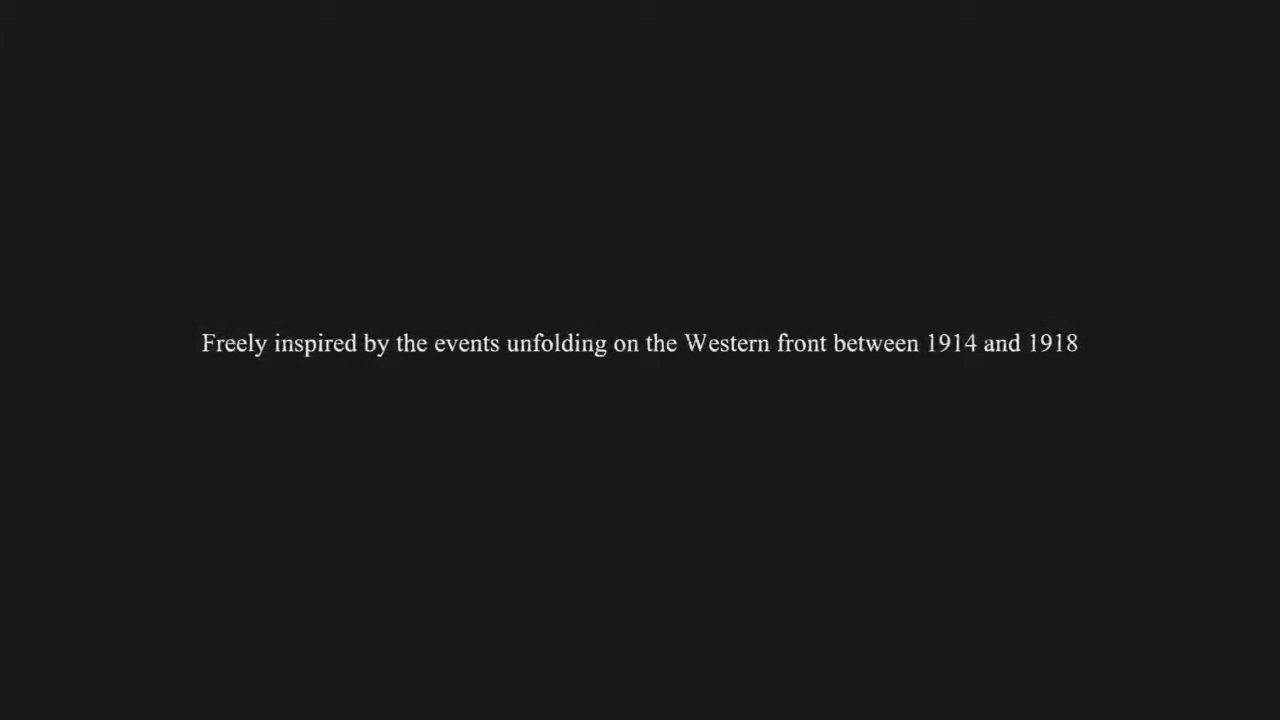 Freely inspired by the events unfolding on the Western front between 1914 and 1918